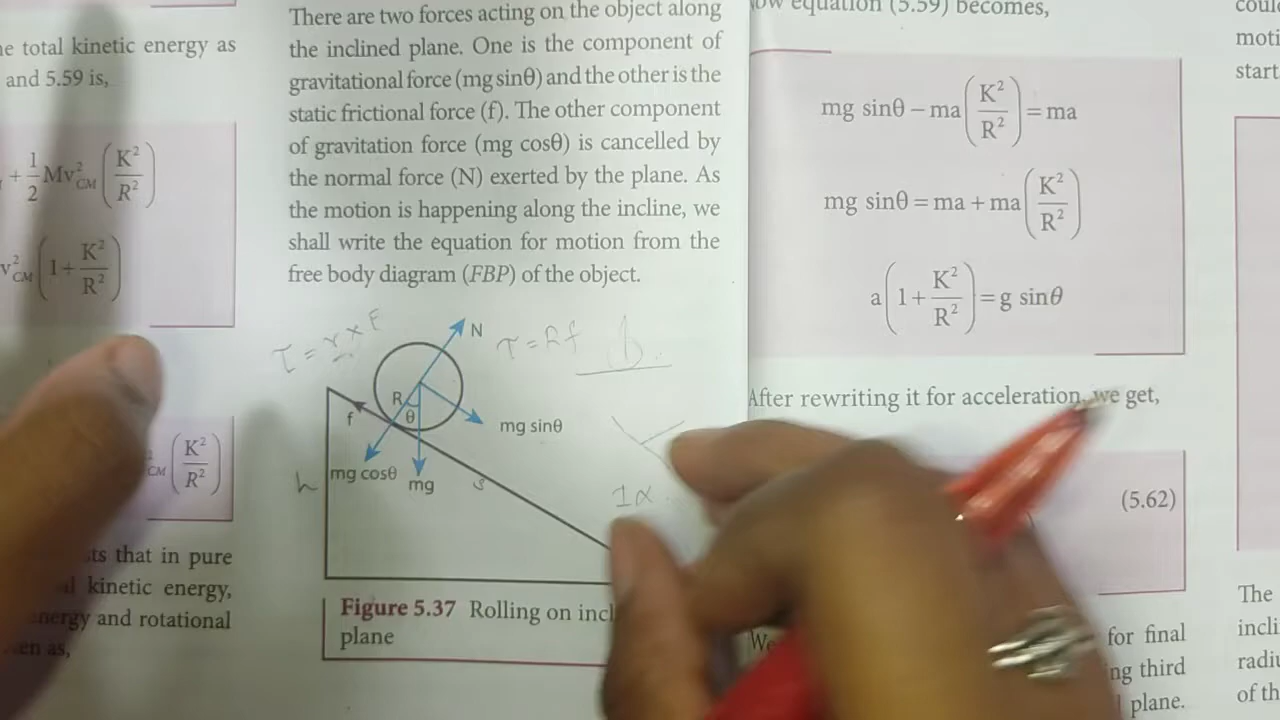 e total kinetic energy as
and 5.59 is,
+ 1/2 Mv²CM (K²/R²)
v²CM (1 + K²/R²)
CM (K²/R²)
ts that in pure
kinetic energy,
energy and rotational
as,
There are two forces acting on the object along
the inclined plane. One is the component of
gravitational force (mg sinθ) and the other is the
static frictional force (f). The other component
of gravitation force (mg cosθ) is cancelled by
the normal force (N) exerted by the plane. As
the motion is happening along the incline, we
shall write the equation for motion from the
free body diagram (FBP) of the object.
τ = r × F
N
τ = Rf
R
θ
f
mg sinθ
mg cosθ
mg
h
s
Iα
Figure 5.37 Rolling on incl
plane
ow equation (5.59) becomes,
mg sinθ − ma (K²/R²) = ma
mg sinθ = ma + ma (K²/R²)
a (1 + K²/R²) = g sinθ
After rewriting it for acceleration, we get,
(5.62)
We
for final
ng third
plane.
coul
moti
start
The
incli
radiu
of th